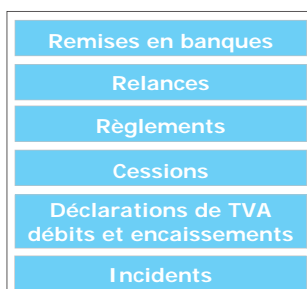 Remises en banques
Relances
Règlements
Cessions
Déclarations de TVA
débits et encaissements
Incidents